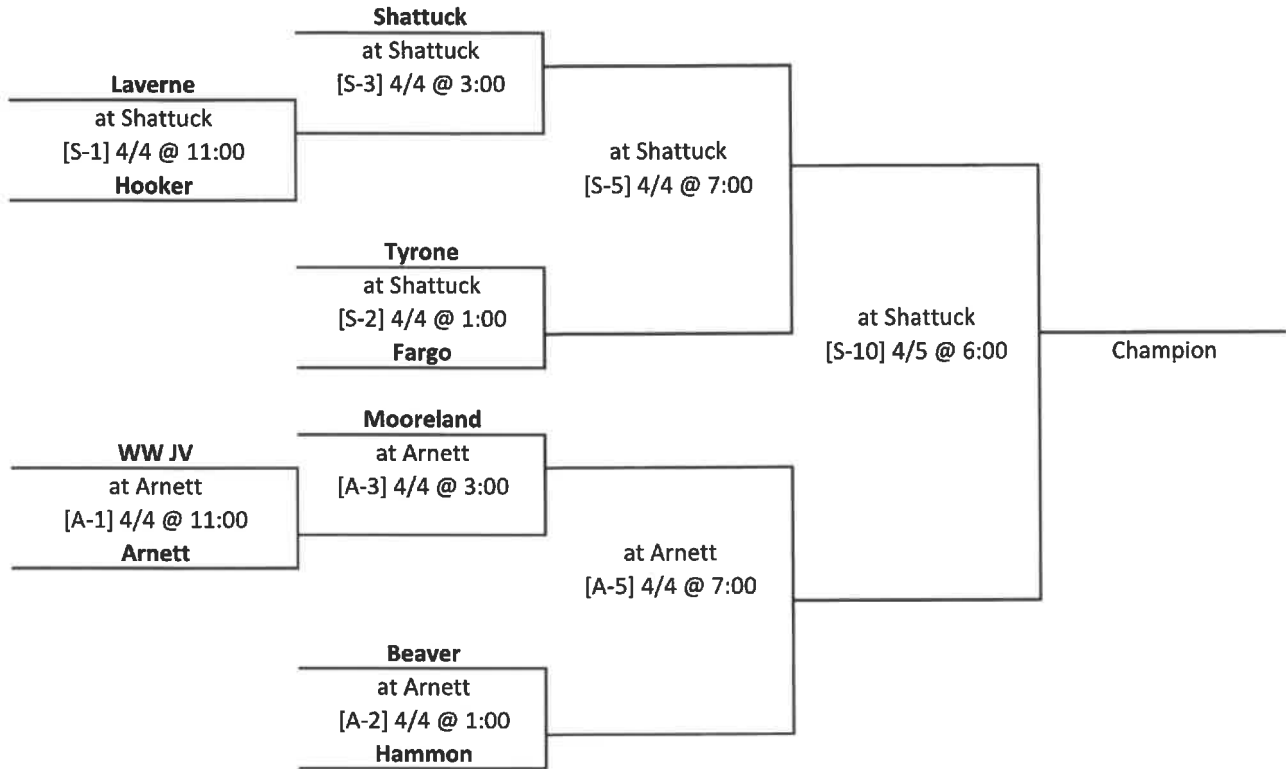 Shattuck
at Shattuck
[S-3] 4/4 @ 3:00
Laverne
at Shattuck
[S-1] 4/4 @ 11:00
Hooker
at Shattuck
[S-5] 4/4 @ 7:00
Tyrone
at Shattuck
[S-2] 4/4 @ 1:00
Fargo
at Shattuck
[S-10] 4/5 @ 6:00
Champion
Mooreland
at Arnett
[A-3] 4/4 @ 3:00
WW JV
at Arnett
[A-1] 4/4 @ 11:00
Arnett
at Arnett
[A-5] 4/4 @ 7:00
Beaver
at Arnett
[A-2] 4/4 @ 1:00
Hammon